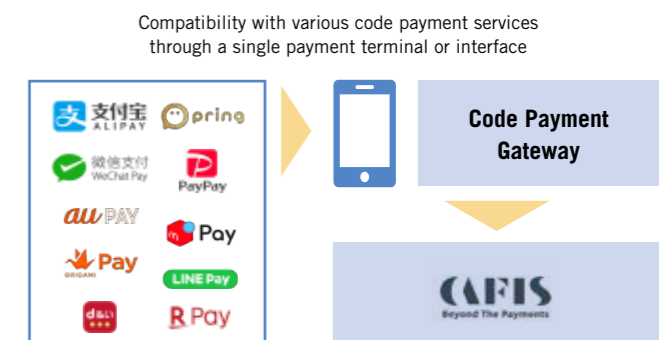 Compatibility with various code payment services
through a single payment terminal or interface
支付宝
ALIPAY
pring
微信支付
WeChat Pay
PayPay
au PAY
m Pay
ORIGAMI Pay
LINE Pay
R Pay
Code Payment
Gateway
CAFIS
Beyond The Payments